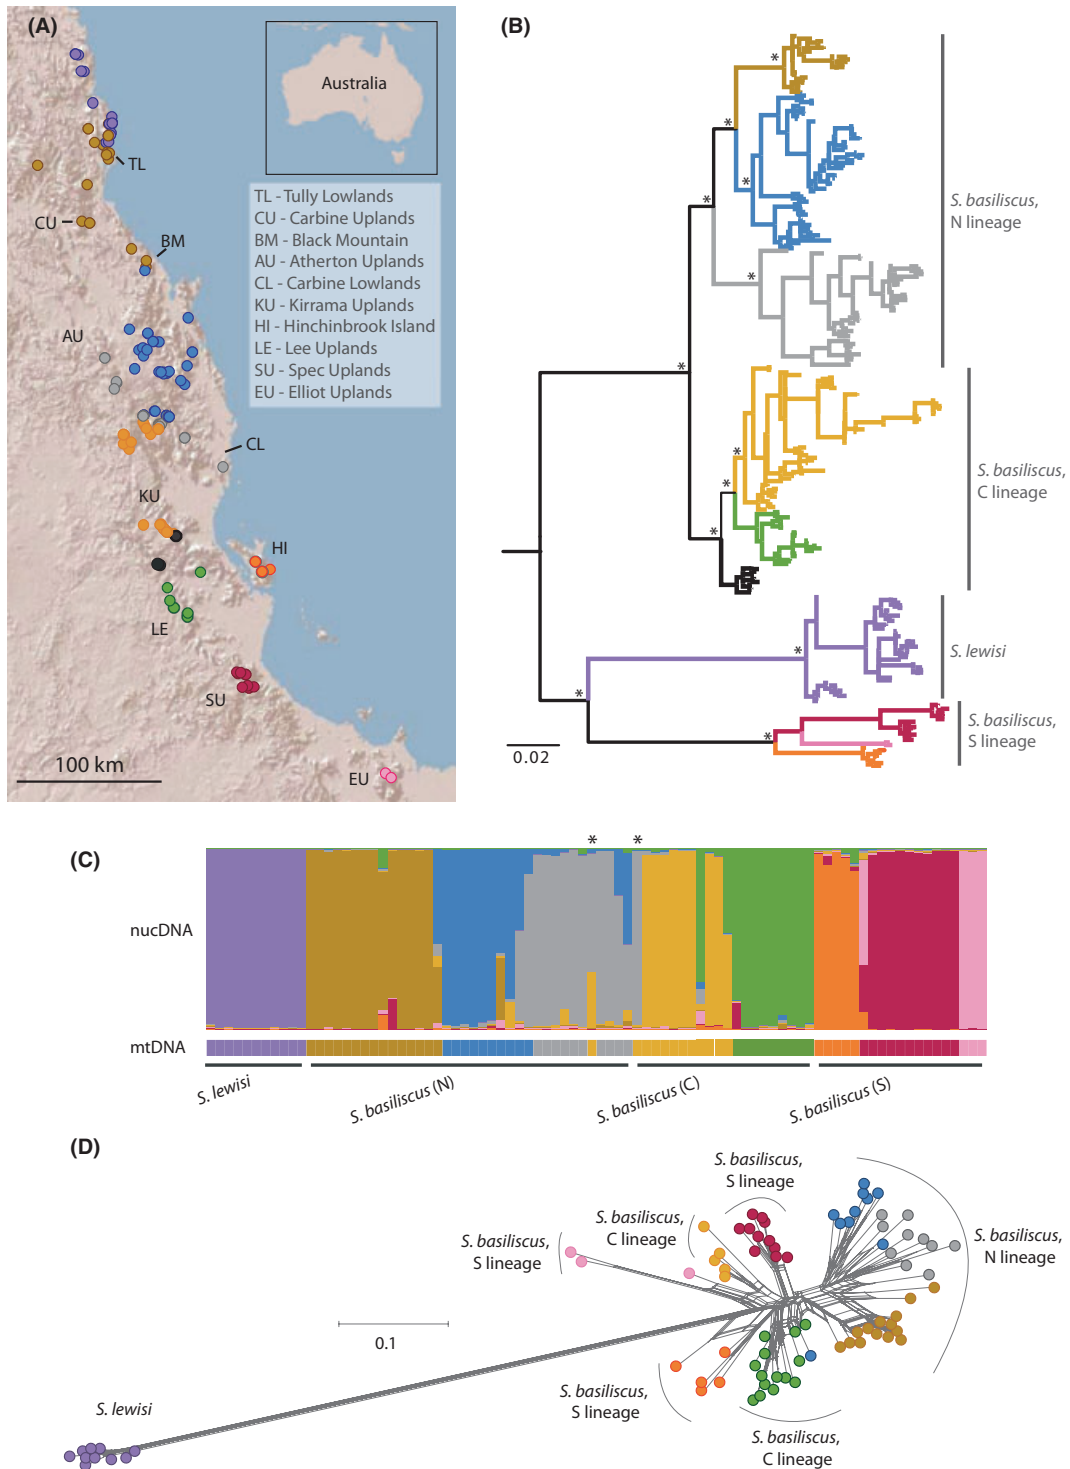 (A)
Australia
TL - Tully Lowlands
CU - Carbine Uplands
BM - Black Mountain
AU - Atherton Uplands
CL - Carbine Lowlands
KU - Kirrama Uplands
HI - Hinchinbrook Island
LE - Lee Uplands
SU - Spec Uplands
EU - Elliot Uplands
TL
CU
BM
AU
CL
KU
HI
LE
SU
EU
100 km
(B)
*
*
*
*
*
*
*
*
*
*
*
S. basiliscus,
N lineage
S. basiliscus,
C lineage
S. lewisi
S. basiliscus,
S lineage
0.02
(C)
* *
nucDNA
mtDNA
S. lewisi
S. basiliscus (N)
S. basiliscus (C)
S. basiliscus (S)
(D)
S. basiliscus,
S lineage
S. basiliscus,
C lineage
S. basiliscus,
S lineage
S. basiliscus,
N lineage
0.1
S. basiliscus,
S lineage
S. basiliscus,
C lineage
S. lewisi